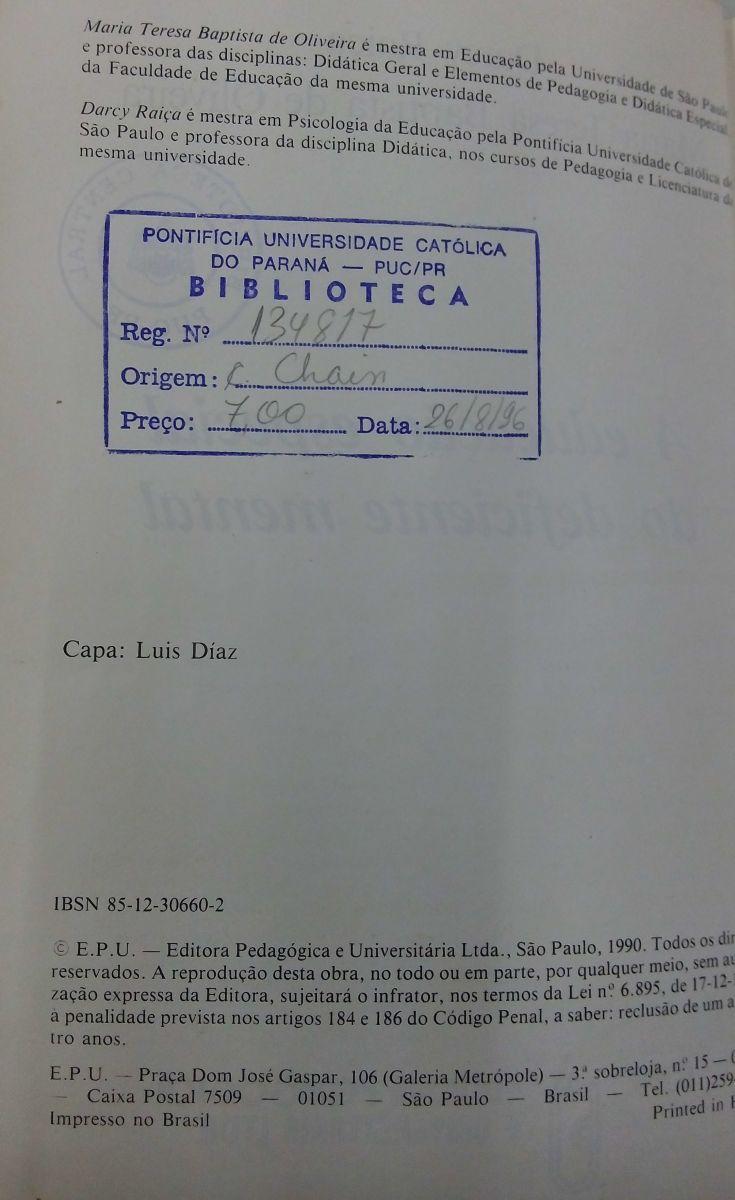 Maria Teresa Baptista de Oliveira é mestra em Educação pela Universidade de São Paulo
e professora das disciplinas: Didática Geral e Elementos de Pedagogia e Didática Especial
da Faculdade de Educação da mesma universidade.
Darcy Raiça é mestra em Psicologia da Educação pela Pontifícia Universidade Católica de
São Paulo e professora da disciplina Didática, nos cursos de Pedagogia e Licenciatura da
mesma universidade.
PONTIFÍCIA UNIVERSIDADE CATÓLICA
DO PARANÁ — PUC/PR
BIBLIOTECA
Reg. Nº 134817
Origem: C. Chain
Preço: 7,00 Data: 26/8/96
Capa: Luis Díaz
IBSN 85-12-30660-2
© E.P.U. — Editora Pedagógica e Universitária Ltda., São Paulo, 1990. Todos os dir
reservados. A reprodução desta obra, no todo ou em parte, por qualquer meio, sem au
zação expressa da Editora, sujeitará o infrator, nos termos da Lei n.º 6.895, de 17-12-
à penalidade prevista nos artigos 184 e 186 do Código Penal, a saber: reclusão de um a
tro anos.
E.P.U. — Praça Dom José Gaspar, 106 (Galeria Metrópole) — 3.ª sobreloja, n.º 15 —
— Caixa Postal 7509 — 01051 — São Paulo — Brasil — Tel. (011)259-
Impresso no Brasil Printed in